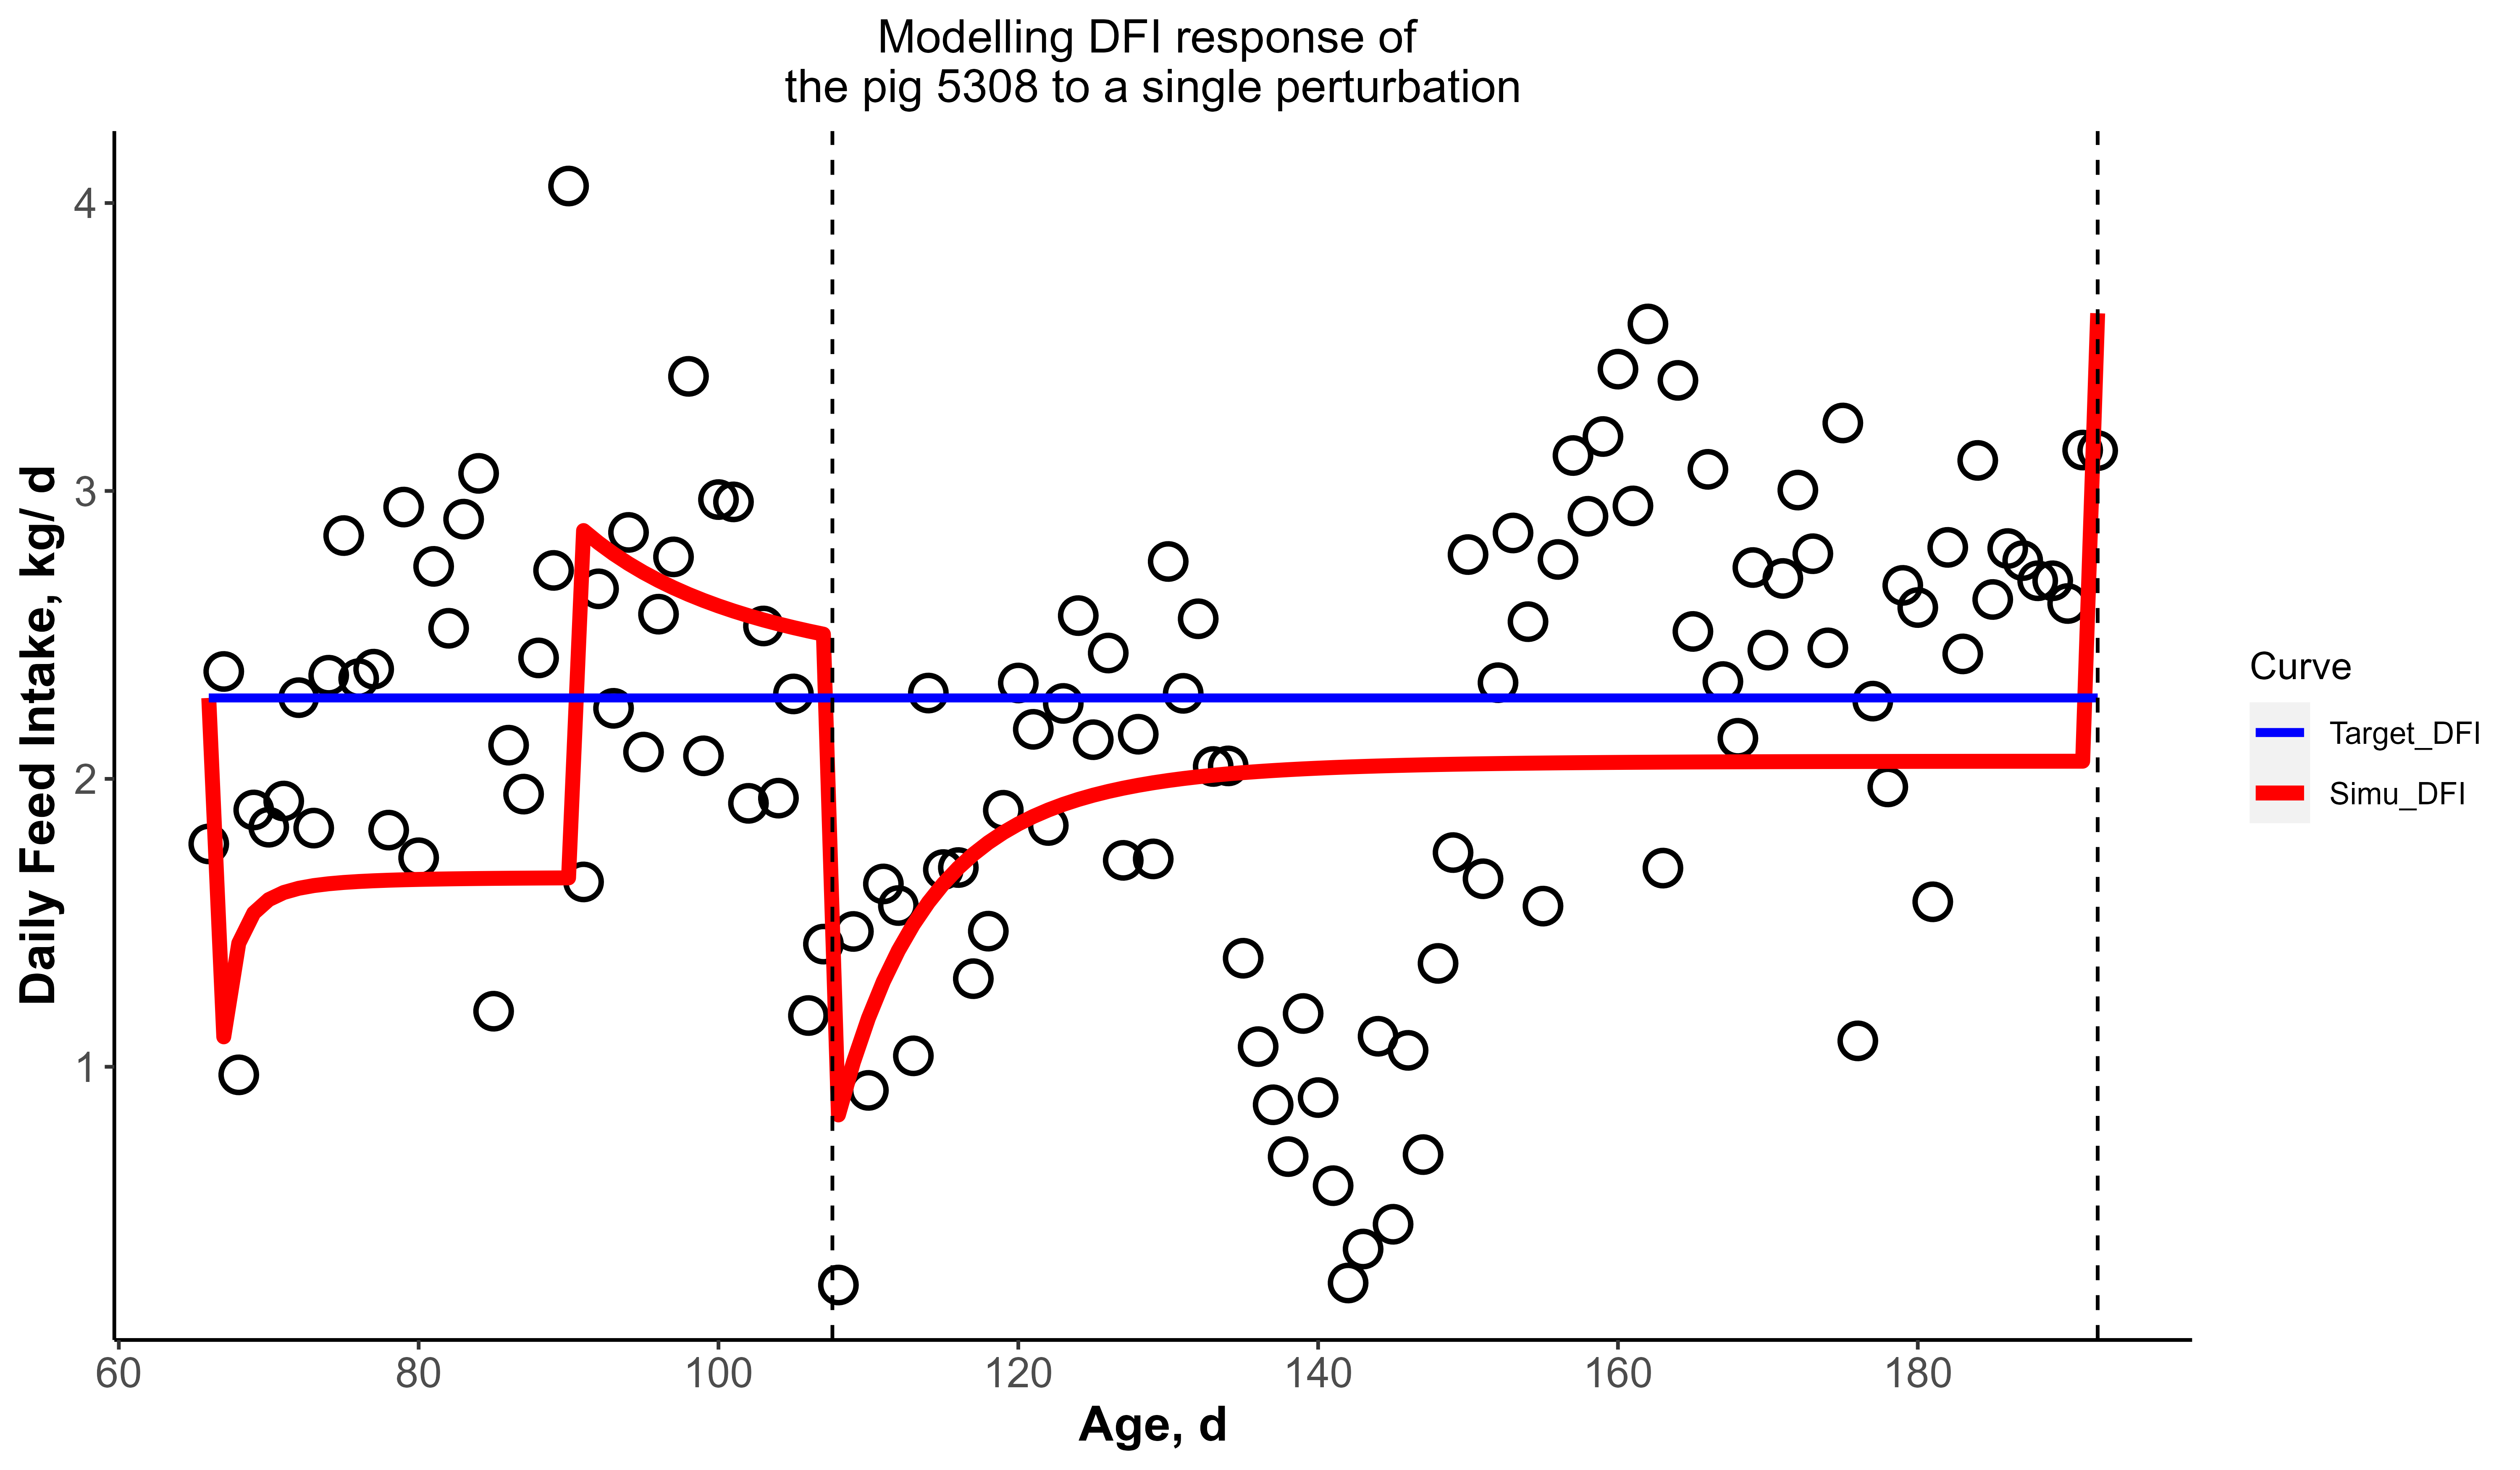 Modelling DFI response of
the pig 5308 to a single perturbation
Daily Feed Intake, kg/ d
4
3
2
1
60 80 100 120 140 160 180
Age, d
Curve
Target_DFI
Simu_DFI